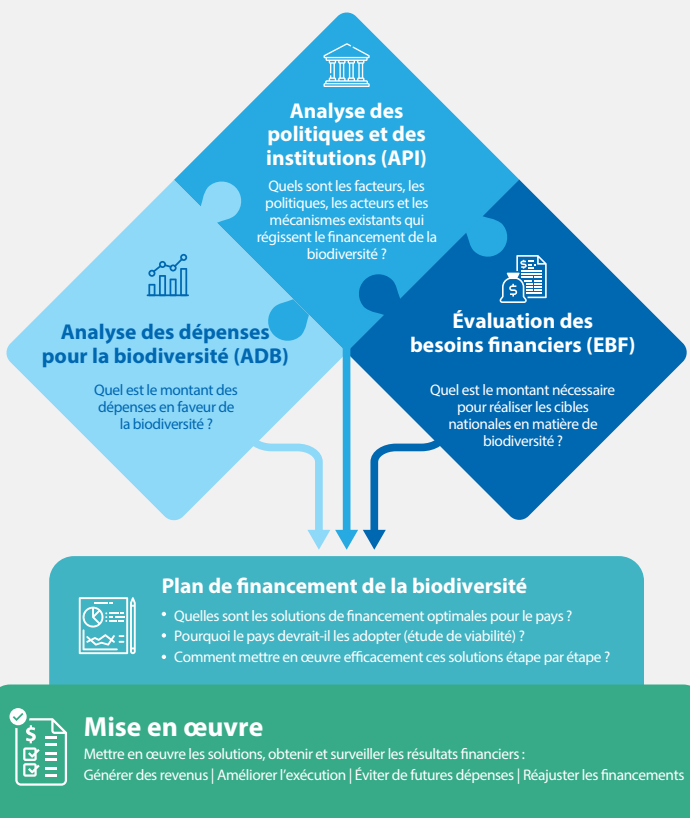 Analyse des
politiques et des
institutions (API)
Quels sont les facteurs, les
politiques, les acteurs et les
mécanismes existants qui
régissent le financement de la
biodiversité ?
Analyse des dépenses
pour la biodiversité (ADB)
Quel est le montant des
dépenses en faveur de
la biodiversité ?
Évaluation des
besoins financiers (EBF)
Quel est le montant nécessaire
pour réaliser les cibles
nationales en matière de
biodiversité ?
Plan de financement de la biodiversité
• Quelles sont les solutions de financement optimales pour le pays ?
• Pourquoi le pays devrait-il les adopter (étude de viabilité) ?
• Comment mettre en œuvre efficacement ces solutions étape par étape ?
Mise en œuvre
Mettre en œuvre les solutions, obtenir et surveiller les résultats financiers :
Générer des revenus | Améliorer l’exécution | Éviter de futures dépenses | Réajuster les financements